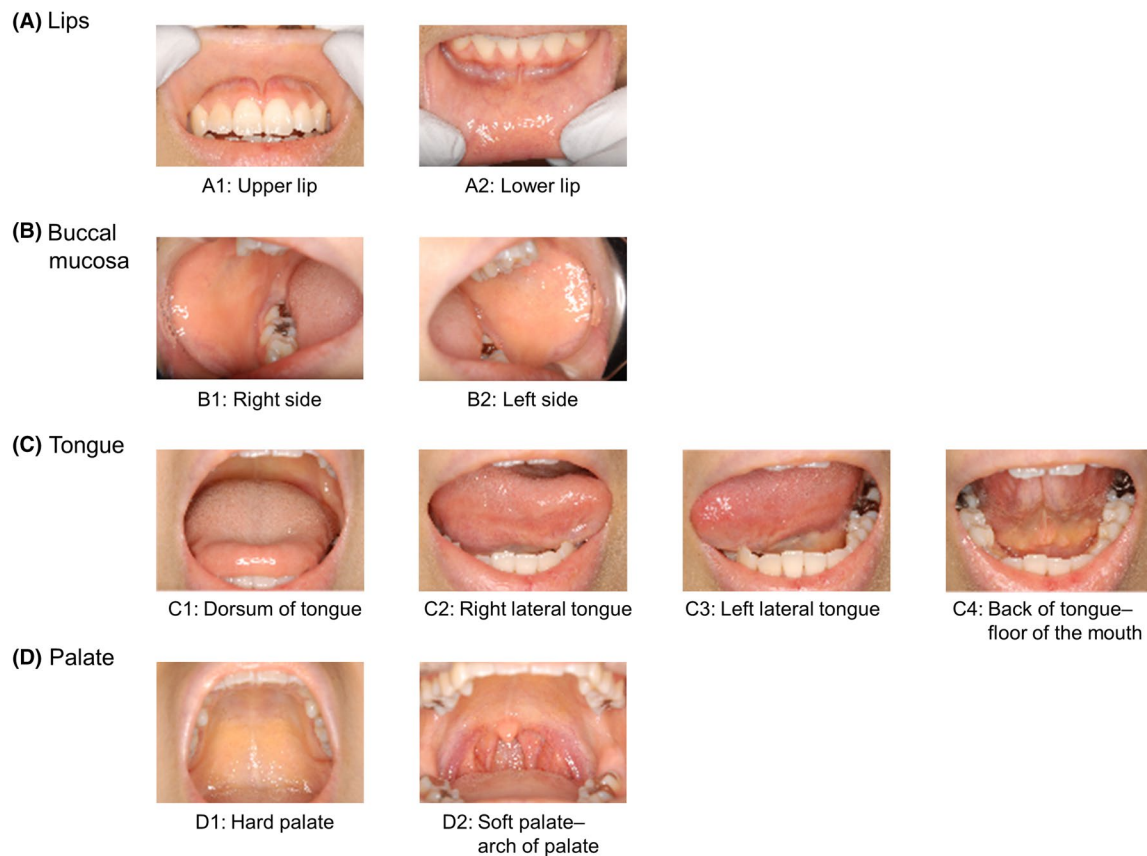 (A) Lips
A1: Upper lip
A2: Lower lip
(B) Buccal
mucosa
B1: Right side
B2: Left side
(C) Tongue
C1: Dorsum of tongue
C2: Right lateral tongue
C3: Left lateral tongue
C4: Back of tongue–
floor of the mouth
(D) Palate
D1: Hard palate
D2: Soft palate–
arch of palate